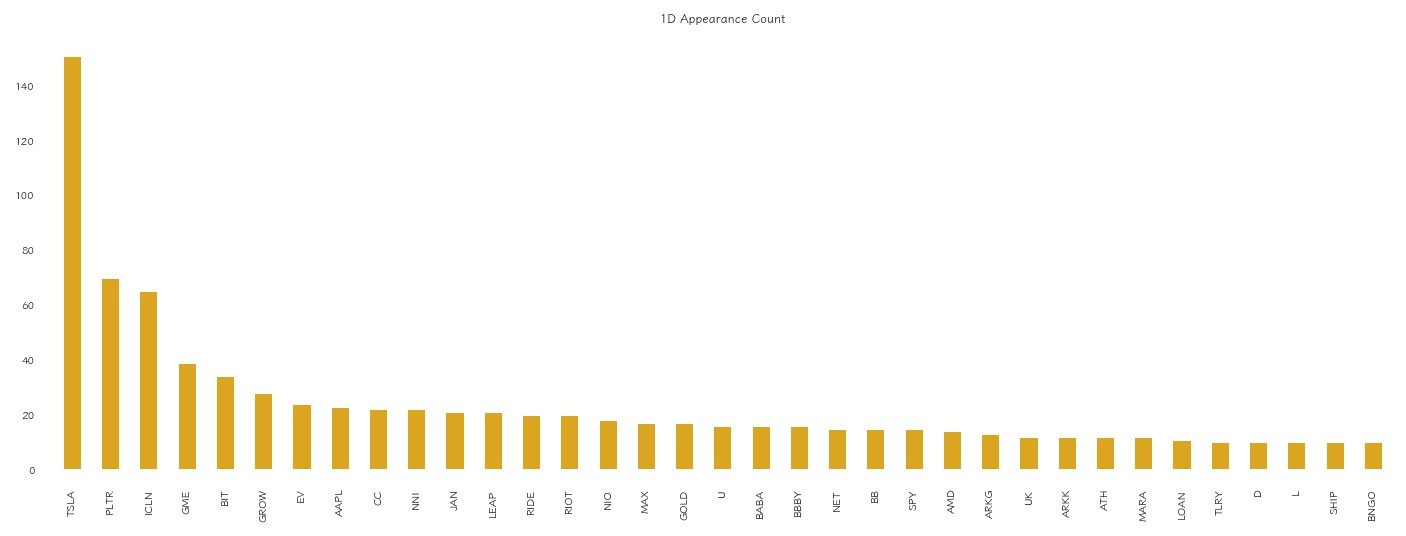 1D Appearance Count
140
120
100
80
60
40
20
0
TSLA
PLTR
ICLN
GME
BIT
GROW
EV
AAPL
CC
NNI
JAN
LEAP
RIDE
RIOT
NIO
MAX
GOLD
U
BABA
BBBY
NET
BB
SPY
AMD
ARKG
UK
ARKK
ATH
MARA
LOAN
TLRY
D
L
SHIP
BNGO